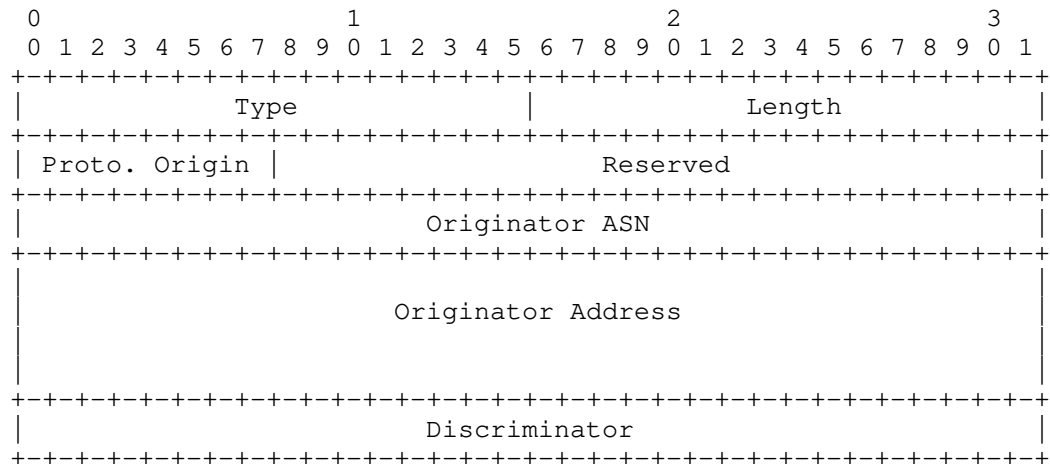 0                   1                   2                   3
 0 1 2 3 4 5 6 7 8 9 0 1 2 3 4 5 6 7 8 9 0 1 2 3 4 5 6 7 8 9 0 1
+-+-+-+-+-+-+-+-+-+-+-+-+-+-+-+-+-+-+-+-+-+-+-+-+-+-+-+-+-+-+-+-+
|             Type              |             Length            |
+-+-+-+-+-+-+-+-+-+-+-+-+-+-+-+-+-+-+-+-+-+-+-+-+-+-+-+-+-+-+-+-+
| Proto. Origin |                    Reserved                   |
+-+-+-+-+-+-+-+-+-+-+-+-+-+-+-+-+-+-+-+-+-+-+-+-+-+-+-+-+-+-+-+-+
|                         Originator ASN                        |
+-+-+-+-+-+-+-+-+-+-+-+-+-+-+-+-+-+-+-+-+-+-+-+-+-+-+-+-+-+-+-+-+
|                                                               |
|                       Originator Address                      |
|                                                               |
|                                                               |
+-+-+-+-+-+-+-+-+-+-+-+-+-+-+-+-+-+-+-+-+-+-+-+-+-+-+-+-+-+-+-+-+
|                         Discriminator                         |
+-+-+-+-+-+-+-+-+-+-+-+-+-+-+-+-+-+-+-+-+-+-+-+-+-+-+-+-+-+-+-+-+